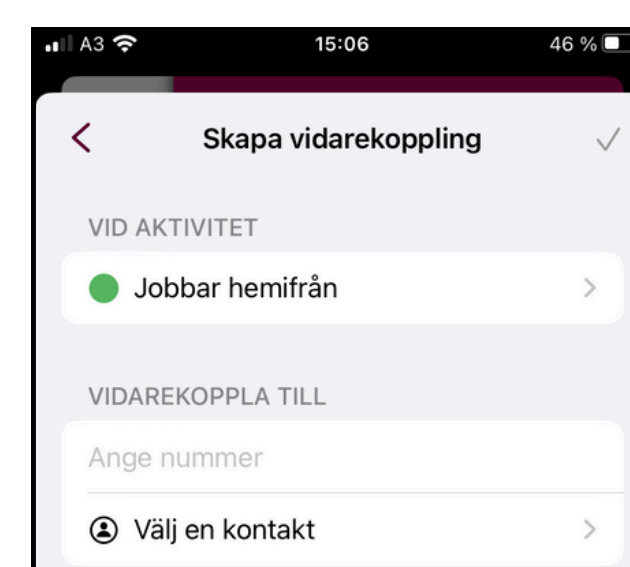 A3 15:06 46 %
Skapa vidarekoppling
VID AKTIVITET
Jobbar hemifrån
VIDAREKOPPLA TILL
Ange nummer
Välj en kontakt